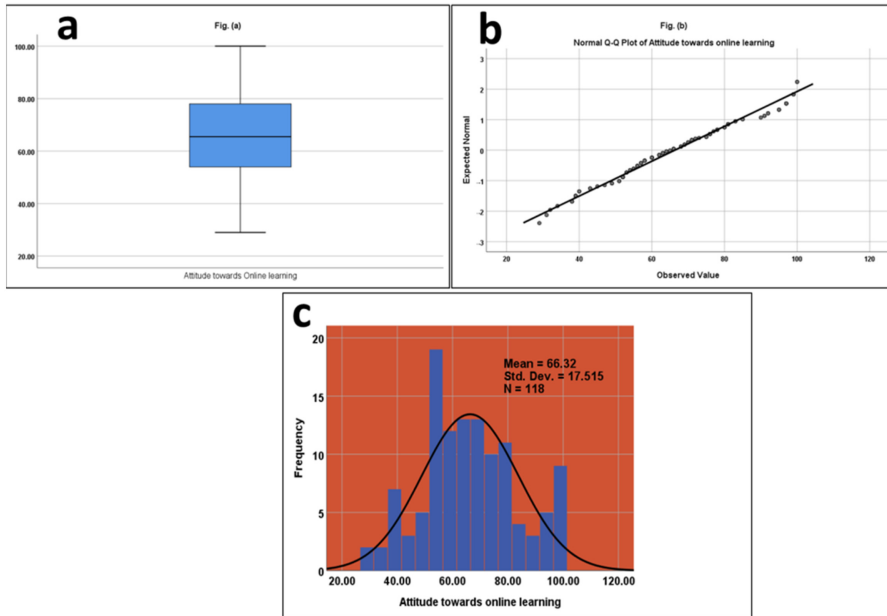 a
Fig. (a)
100.00
80.00
60.00
40.00
20.00
Attitude towards Online learning
b
Fig. (b)
Normal Q-Q Plot of Attitude towards online learning
Expected Normal
3
2
1
0
-1
-2
-3
20
40
60
80
100
120
Observed Value
c
Mean = 66.32
Std. Dev. = 17.515
N = 118
Frequency
20
15
10
5
0
20.00
40.00
60.00
80.00
100.00
120.00
Attitude towards online learning